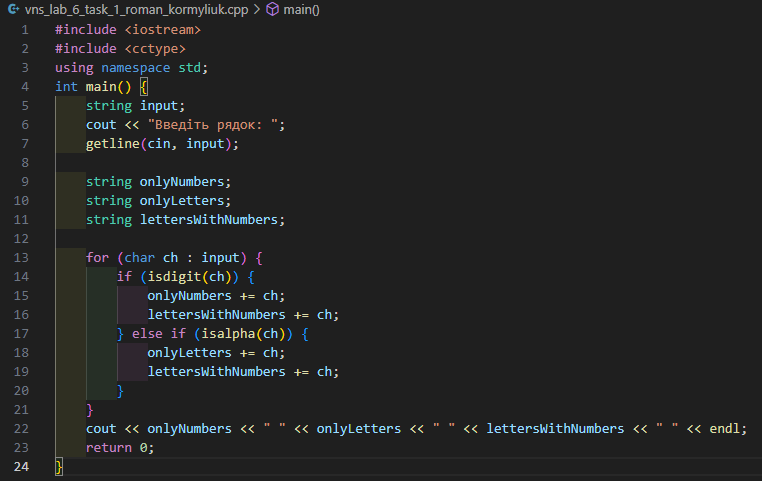 vns_lab_6_task_1_roman_kormyliuk.cpp > main()
1 #include <iostream>
2 #include <cctype>
3 using namespace std;
4 int main() {
5     string input;
6     cout << "Введіть рядок: ";
7     getline(cin, input);
8
9     string onlyNumbers;
10     string onlyLetters;
11     string lettersWithNumbers;
12
13     for (char ch : input) {
14         if (isdigit(ch)) {
15             onlyNumbers += ch;
16             lettersWithNumbers += ch;
17         } else if (isalpha(ch)) {
18             onlyLetters += ch;
19             lettersWithNumbers += ch;
20         }
21     }
22     cout << onlyNumbers << " " << onlyLetters << " " << lettersWithNumbers << " " << endl;
23     return 0;
24 }